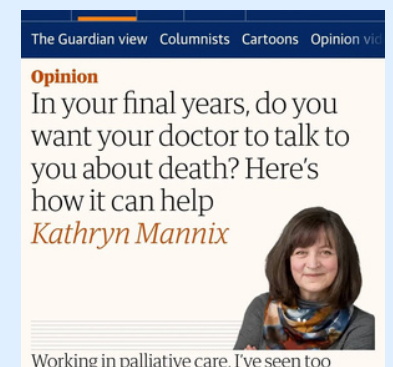 The Guardian view Columnists Cartoons Opinion
Opinion
In your final years, do you
want your doctor to talk to
you about death? Here's
how it can help
Kathryn Mannix
Working in palliative care, I've seen too